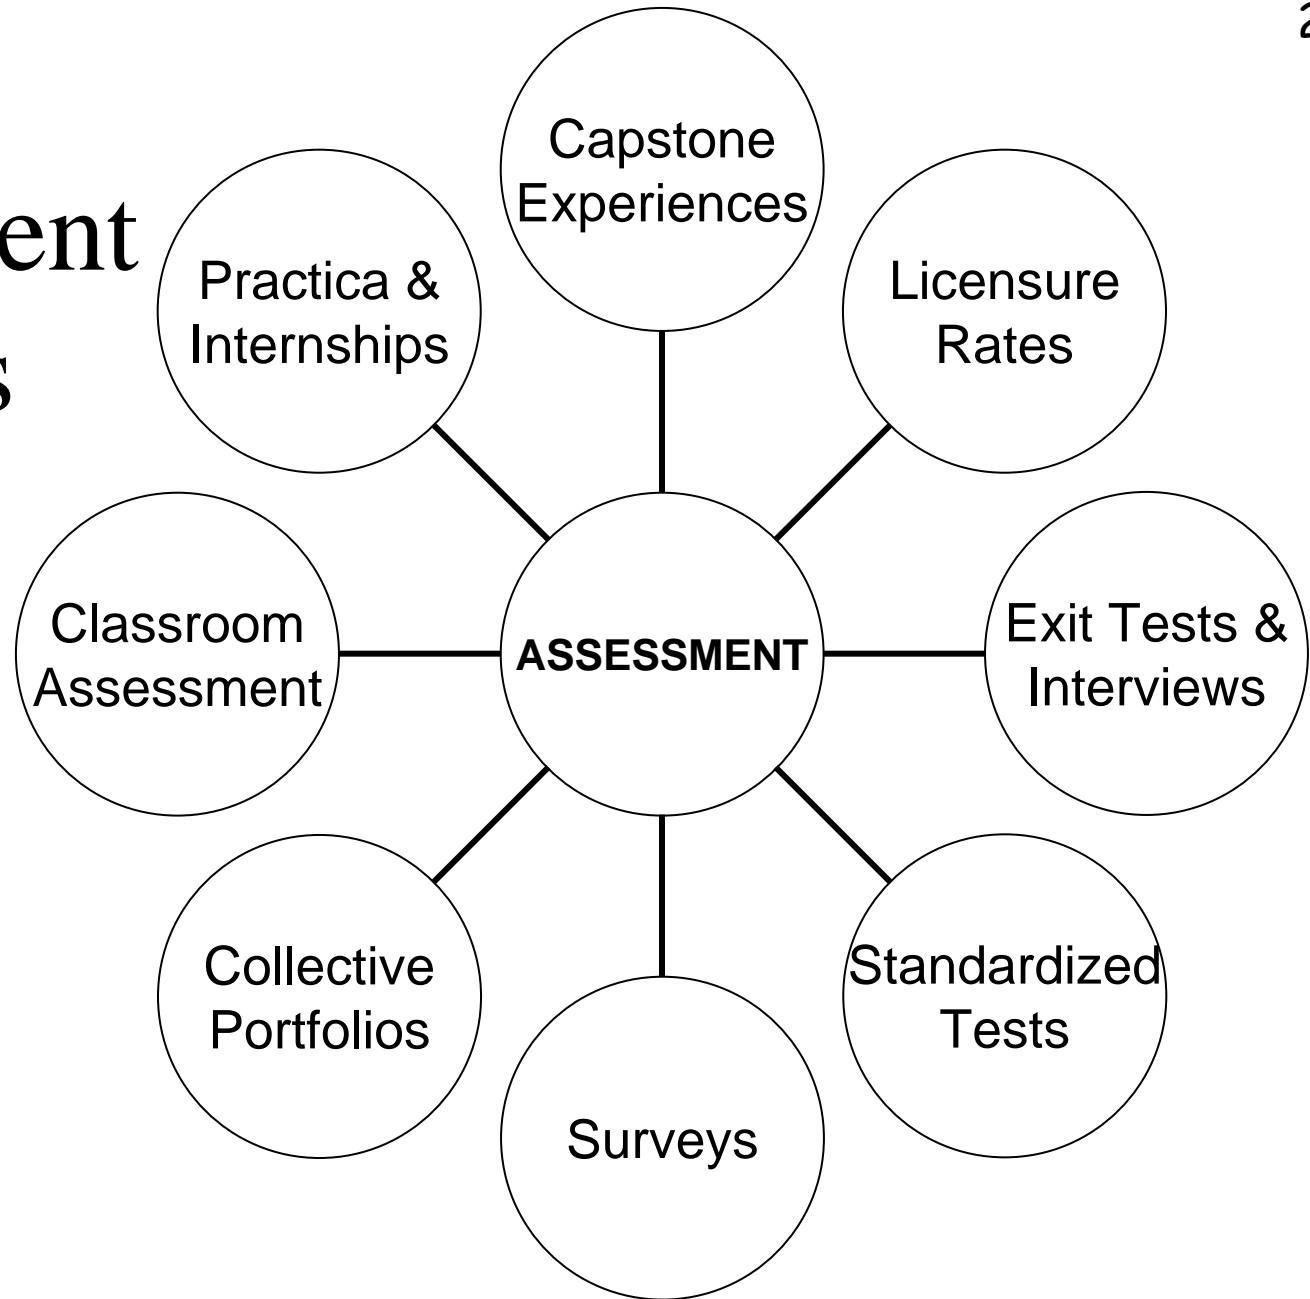 Capstone
Experiences
Practica &
Internships
Licensure
Rates
Classroom
Assessment
ASSESSMENT
Exit Tests &
Interviews
Collective
Portfolios
Standardized
Tests
Surveys